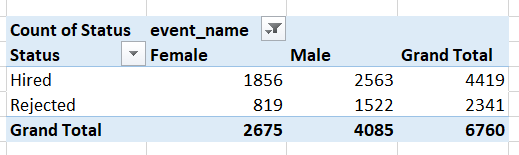 Count of Status event_name
Status Female Male Grand Total
Hired 1856 2563 4419
Rejected 819 1522 2341
Grand Total 2675 4085 6760